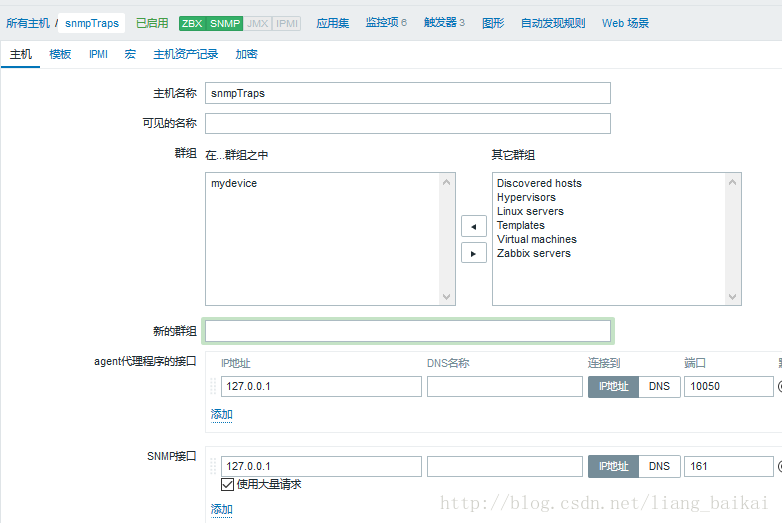 所有主机 / snmpTraps 已启用 ZBX SNMP JMX IPMI 应用集 监控项 6 触发器 3 图形 自动发现规则 Web 场景
主机 模板 IPMI 宏 主机资产记录 加密
主机名称 snmpTraps
可见的名称
群组 在...群组之中 其它群组
mydevice Discovered hosts
Hypervisors
Linux servers
Templates
Virtual machines
Zabbix servers
新的群组
agent代理程序的接口 IP地址 DNS名称 连接到 端口
127.0.0.1 IP地址 DNS 10050
添加
SNMP接口 127.0.0.1 IP地址 DNS 161
使用大量请求
添加
http://blog.csdn.net/liang_baikai